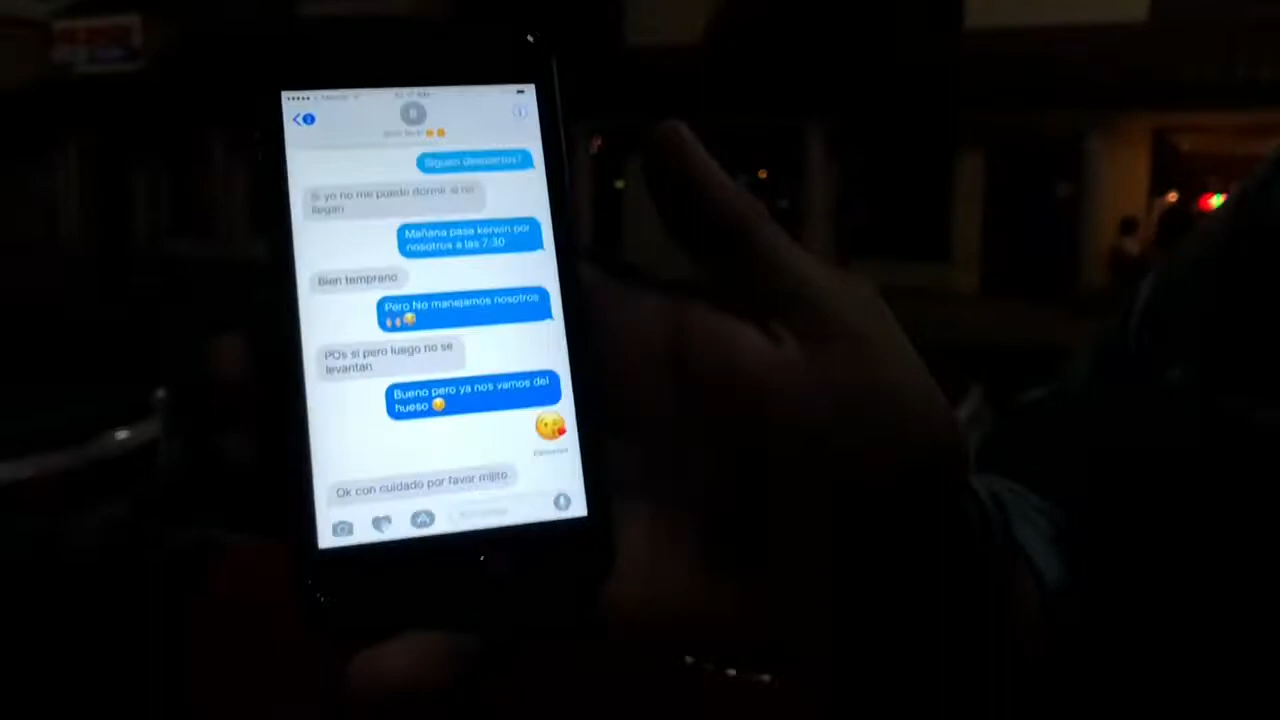 Siguen despiertos?
Si yo no me puedo dormir si no
llegan
Mañana pasa kerwin por
nosotros a las 7:30
Bien temprano
Pero No manejamos nosotros
POs si pero luego no se
levantan
Bueno pero ya nos vamos del
hueso
Ok con cuidado por favor mijito